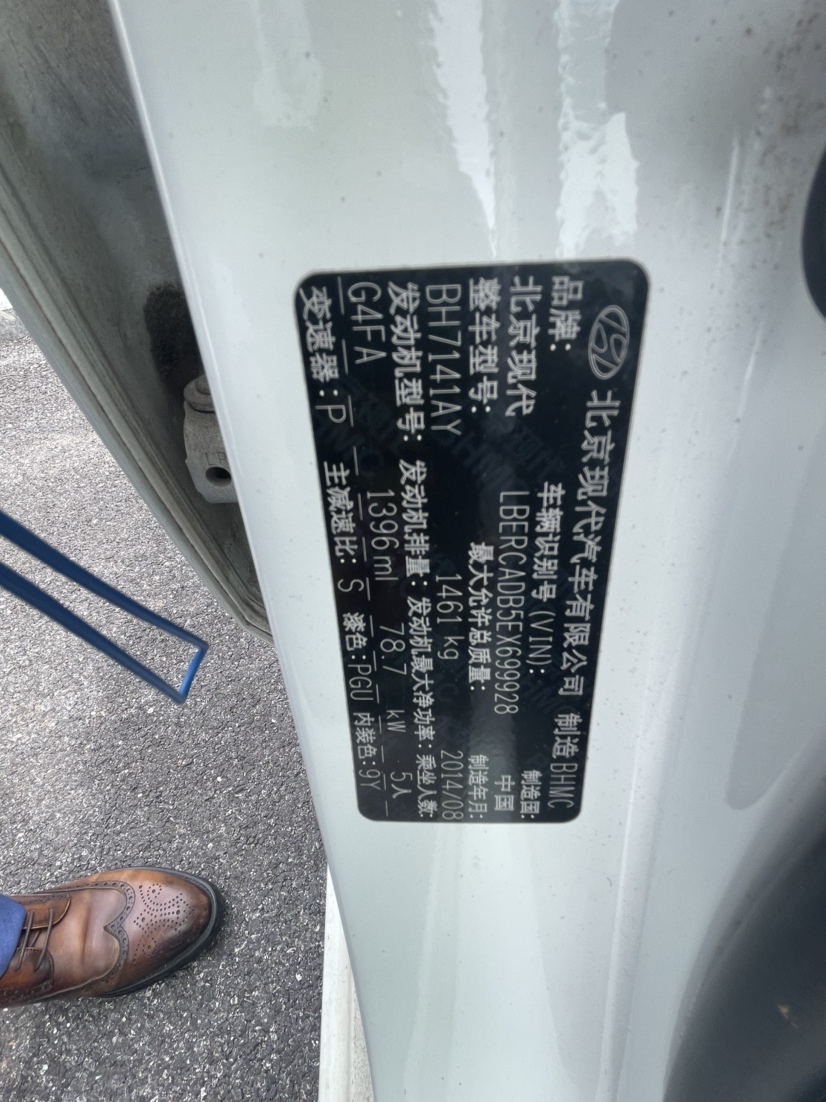 北京现代汽车有限公司 制造 BHMC
品牌: 车辆识别号(VIN): 制造国:
北京现代 LBERCADB5EX699928 中国
整车型号: 最大允许总质量: 制造年月:
BH7141AY 1461 kg 2014/08
发动机型号: 发动机排量: 发动机最大净功率: 乘坐人数:
G4FA 1396 ml 78.7 kW 5人
变速器: P 主减速比: S 漆色: PGU 内装色: 9Y